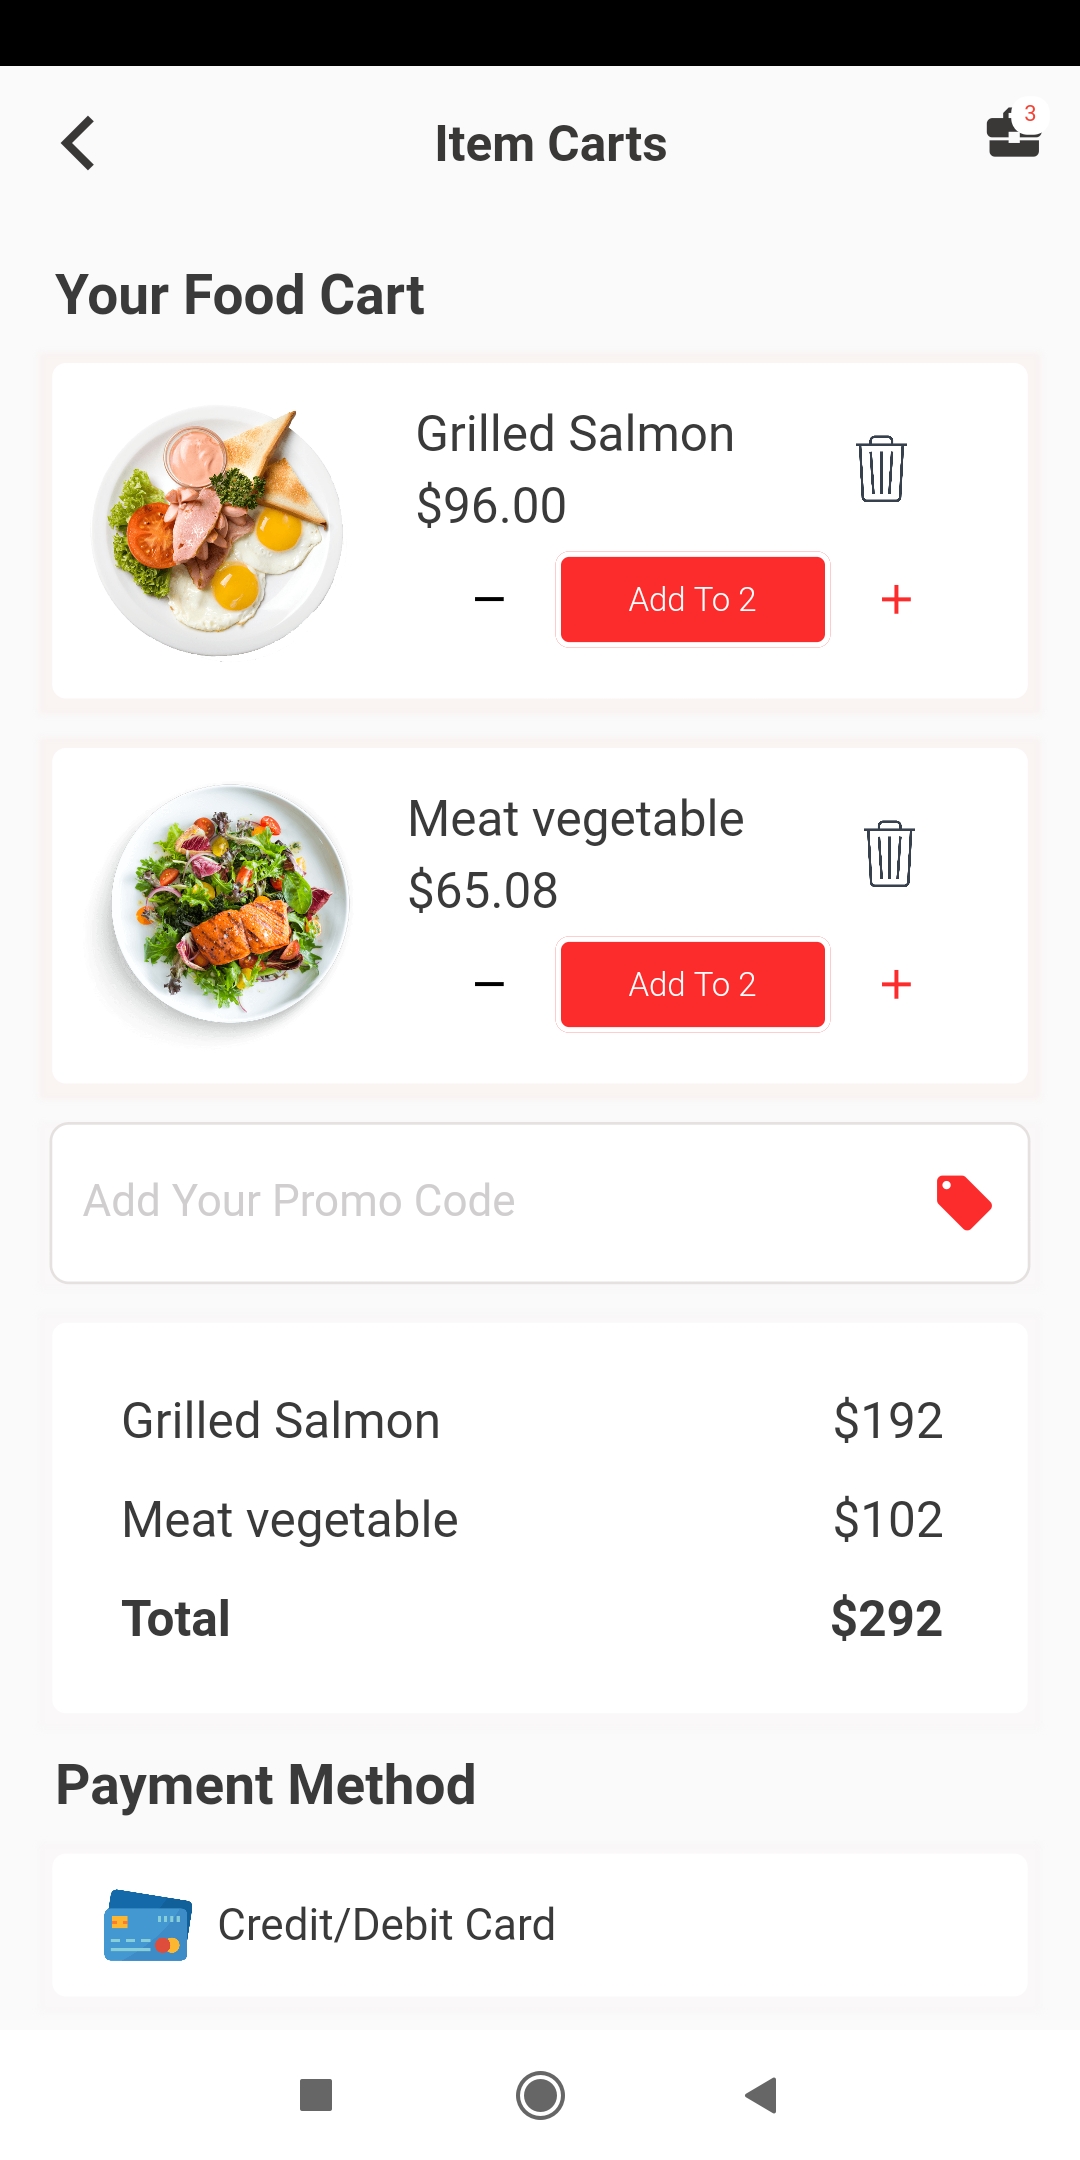 Item Carts
3
Your Food Cart
Grilled Salmon
$96.00
Add To 2
Meat vegetable
$65.08
Add To 2
Add Your Promo Code
Grilled Salmon $192
Meat vegetable $102
Total $292
Payment Method
Credit/Debit Card